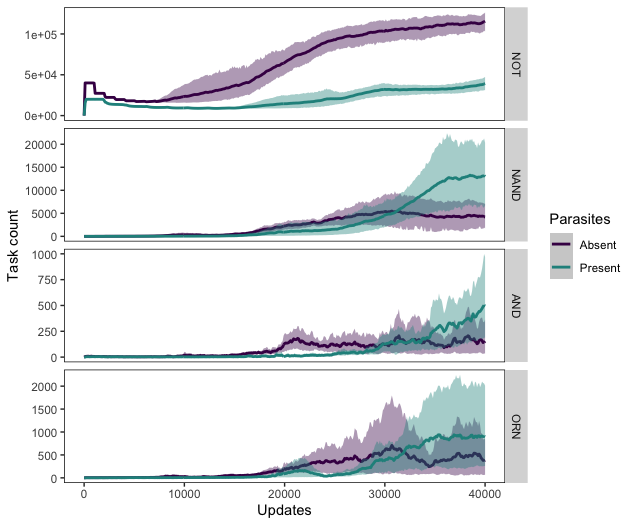 1e+05
5e+04
0e+00
NOT
20000
15000
10000
5000
0
NAND
1000
750
500
250
0
AND
2000
1500
1000
500
0
ORN
0 10000 20000 30000 40000
Updates
Task count
Parasites
Absent
Present